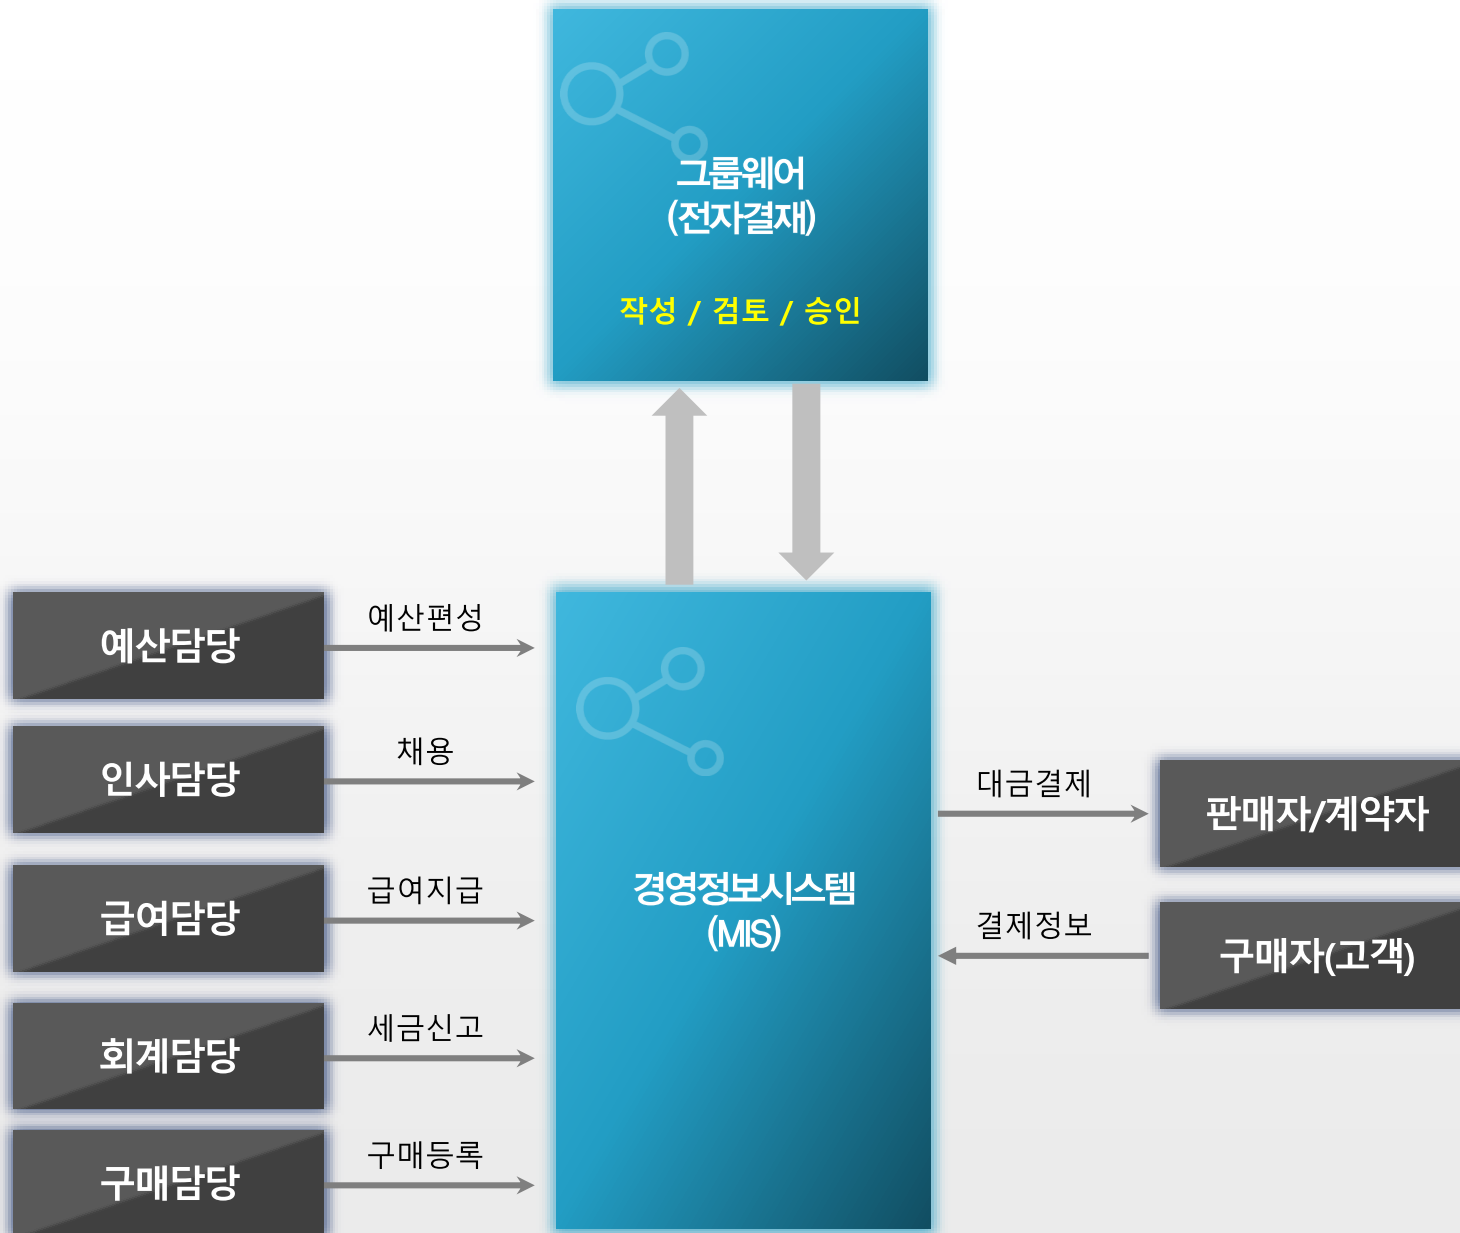 그룹웨어
(전자결재)
작성 / 검토 / 승인
예산담당
예산편성
인사담당
채용
급여담당
급여지급
회계담당
세금신고
구매담당
구매등록
경영정보시스템
(MIS)
대금결제
판매자/계약자
결제정보
구매자(고객)